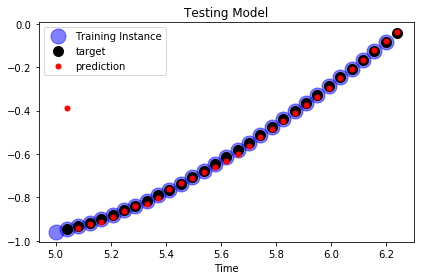 Testing Model
Training Instance
target
prediction
0.0
−0.2
−0.4
−0.6
−0.8
−1.0
5.0 5.2 5.4 5.6 5.8 6.0 6.2
Time